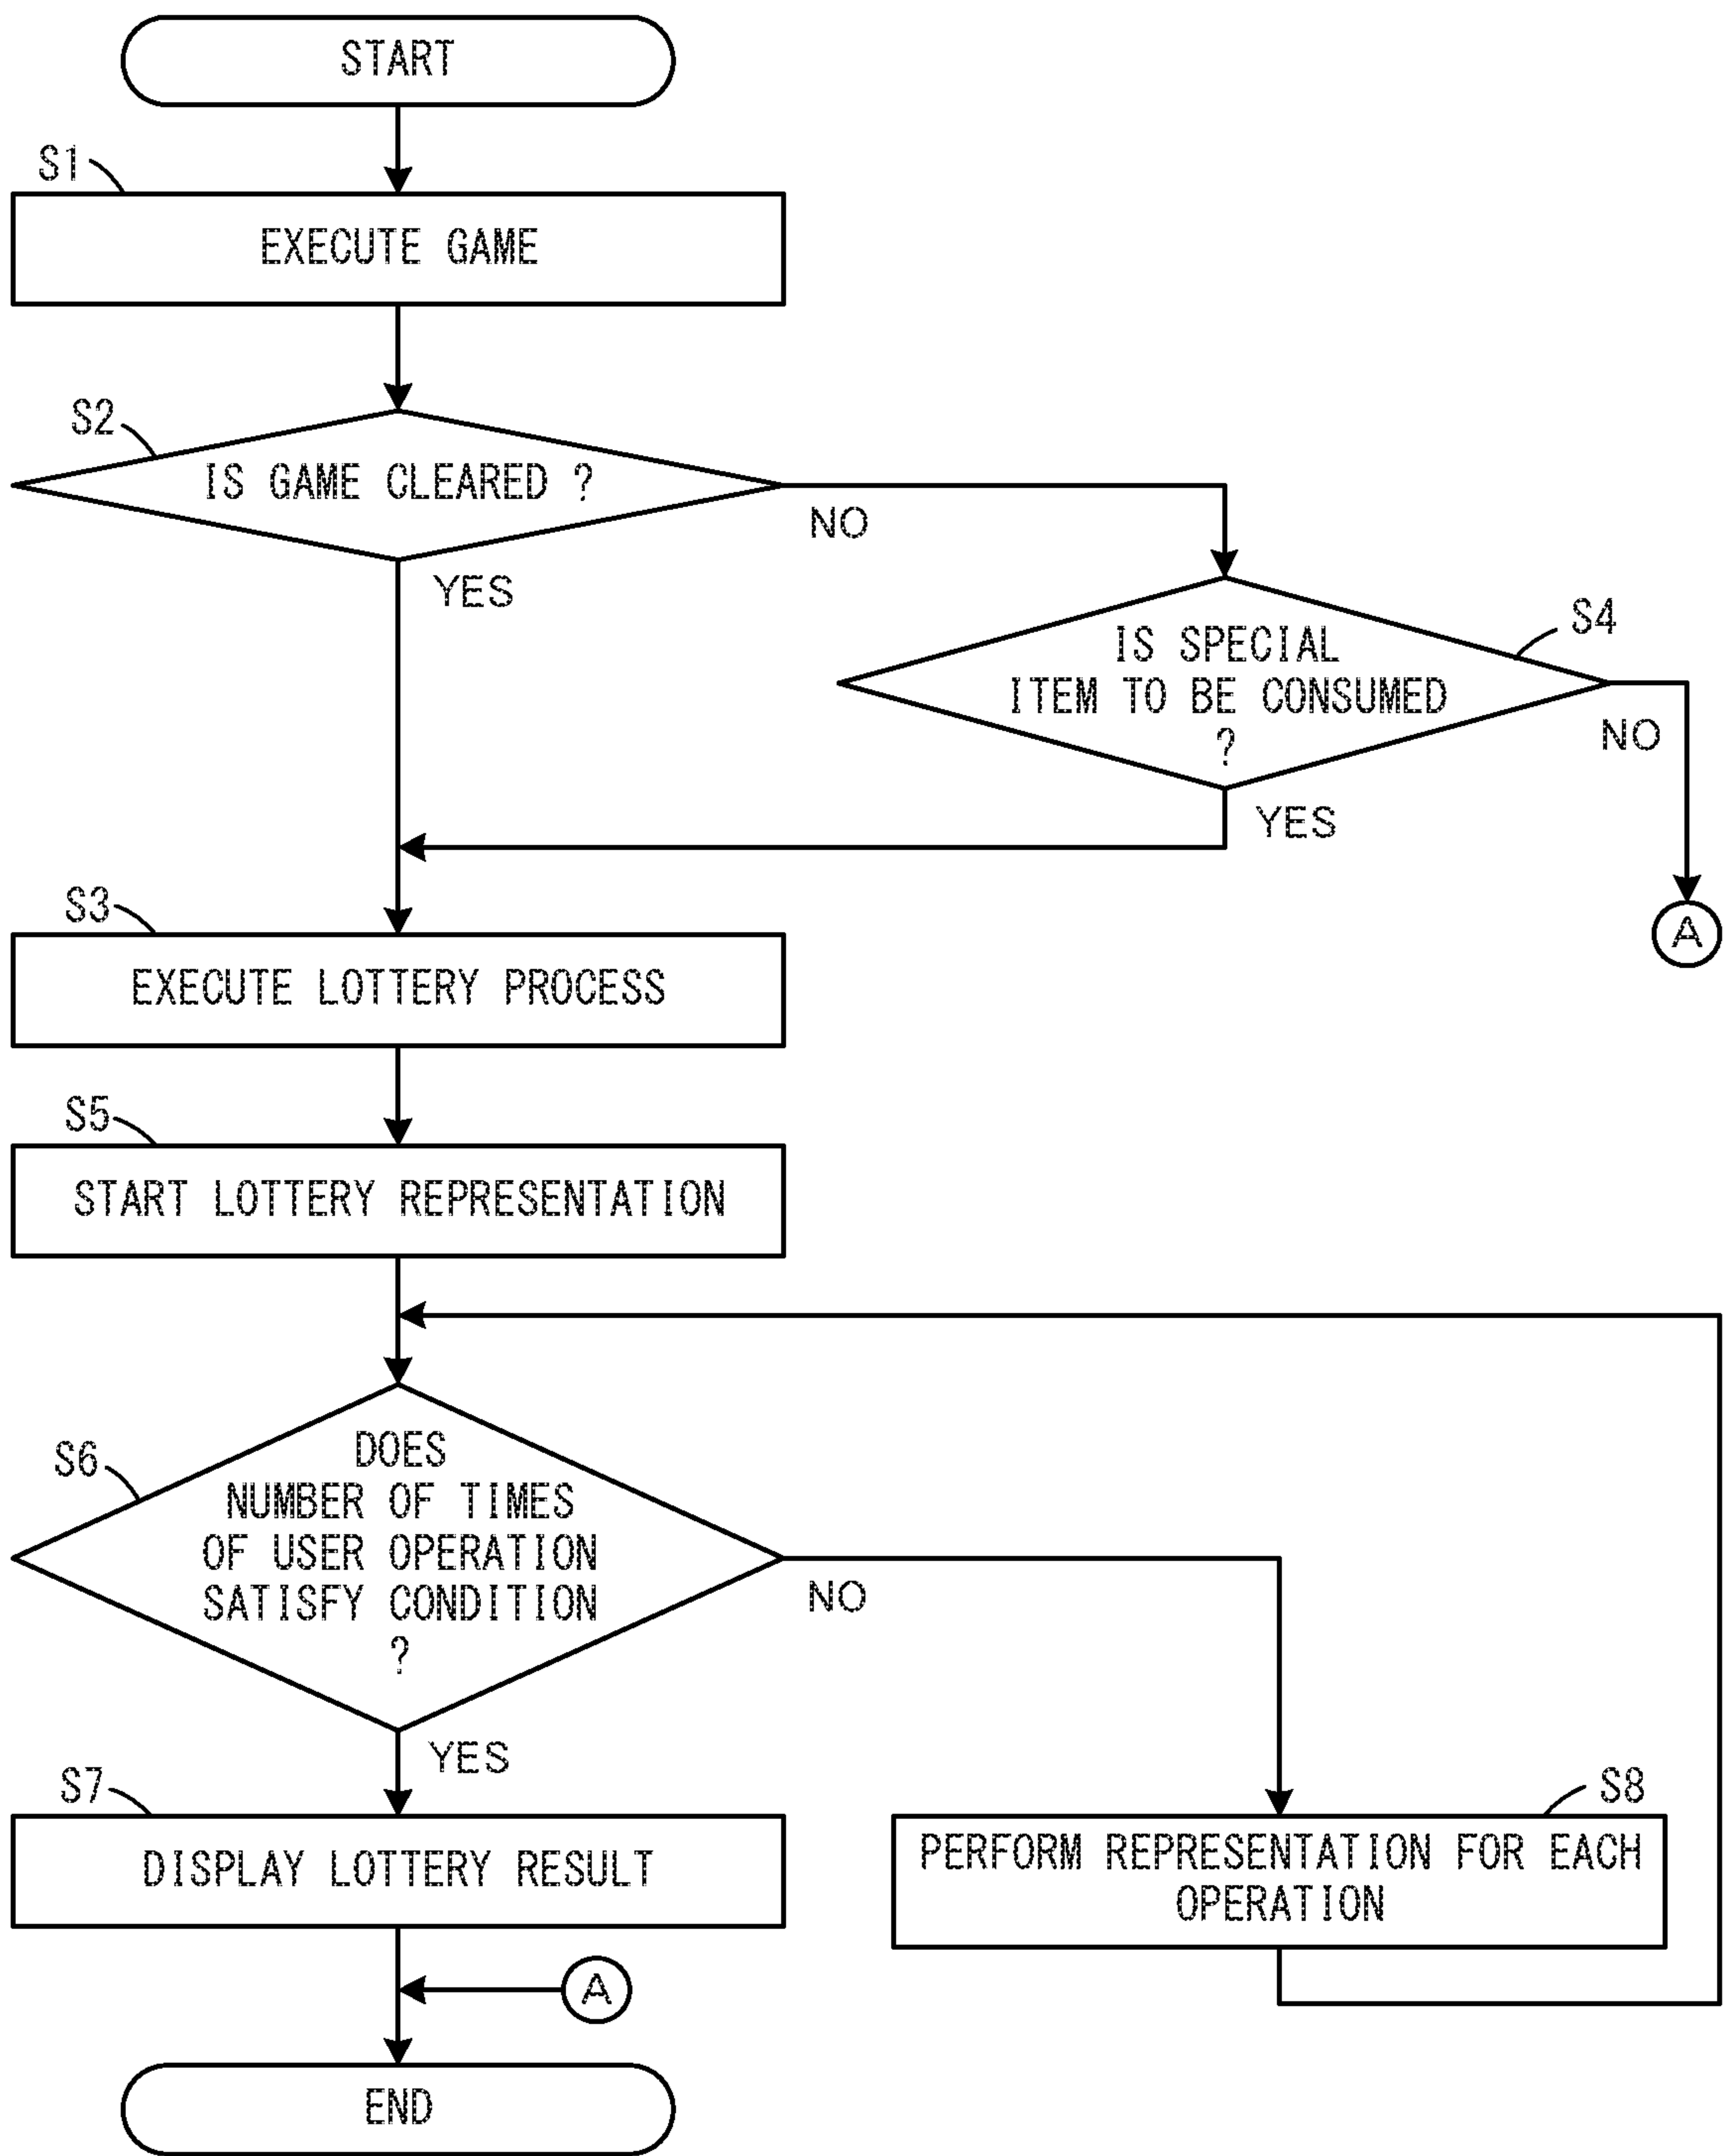 START
S1
EXECUTE GAME
S2
IS GAME CLEARED ?
NO
YES
S4
IS SPECIAL
ITEM TO BE CONSUMED
?
NO
YES
A
S3
EXECUTE LOTTERY PROCESS
S5
START LOTTERY REPRESENTATION
S6
DOES
NUMBER OF TIMES
OF USER OPERATION
SATISFY CONDITION
?
NO
YES
S7
DISPLAY LOTTERY RESULT
S8
PERFORM REPRESENTATION FOR EACH
OPERATION
A
END